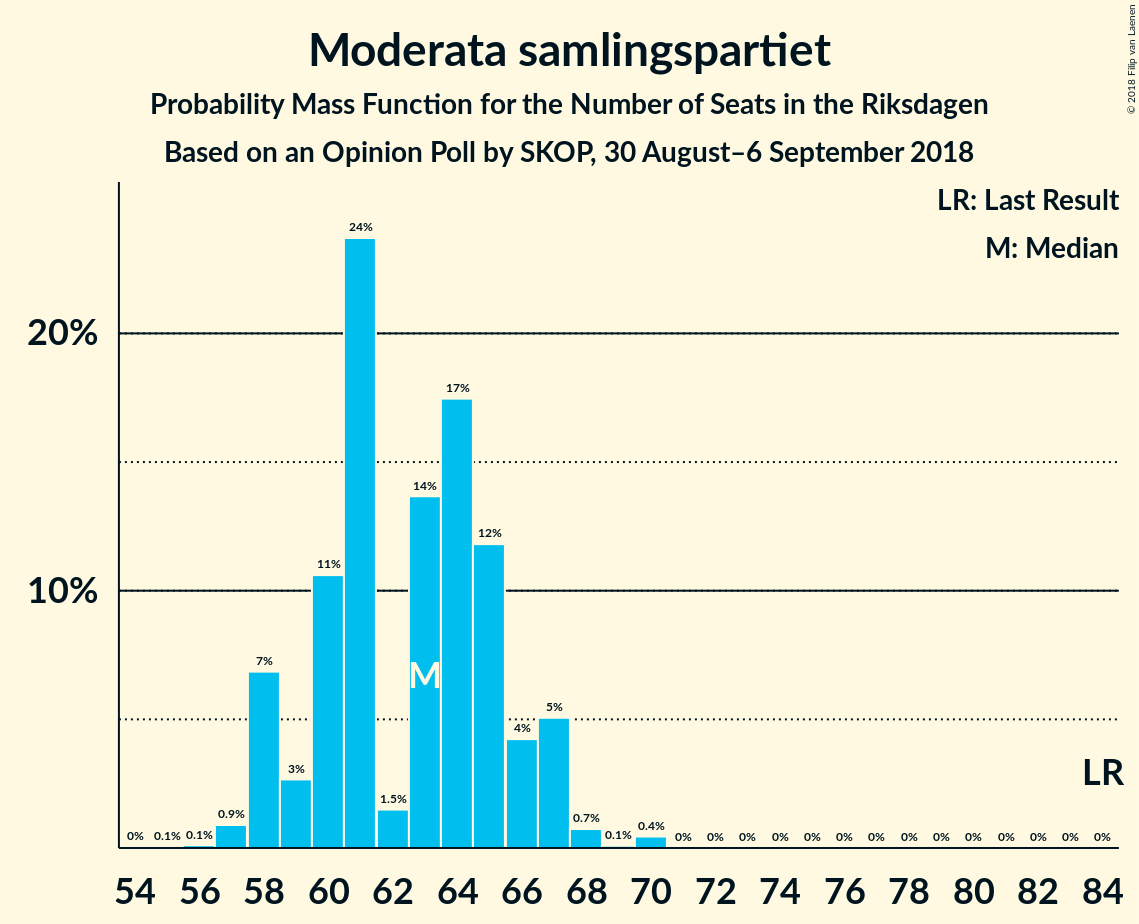 Moderata samlingspartiet
Probability Mass Function for the Number of Seats in the Riksdagen
Based on an Opinion Poll by SKOP, 30 August–6 September 2018
© 2018 Filip van Laenen
LR: Last Result
M: Median
20%
10%
0% 0.1% 0.1% 0.9% 7% 3% 11% 24% 1.5% 14% 17% 12% 4% 5% 0.7% 0.1% 0.4% 0% 0% 0% 0% 0% 0% 0% 0% 0% 0% 0% 0% 0% 0%
M
LR
54 56 58 60 62 64 66 68 70 72 74 76 78 80 82 84